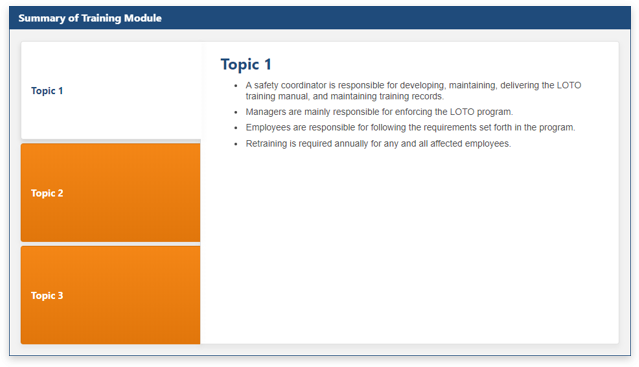 Summary of Training Module
Topic 1
Topic 2
Topic 3
Topic 1
• A safety coordinator is responsible for developing, maintaining, delivering the LOTO
training manual, and maintaining training records.
• Managers are mainly responsible for enforcing the LOTO program.
• Employees are responsible for following the requirements set forth in the program.
• Retraining is required annually for any and all affected employees.